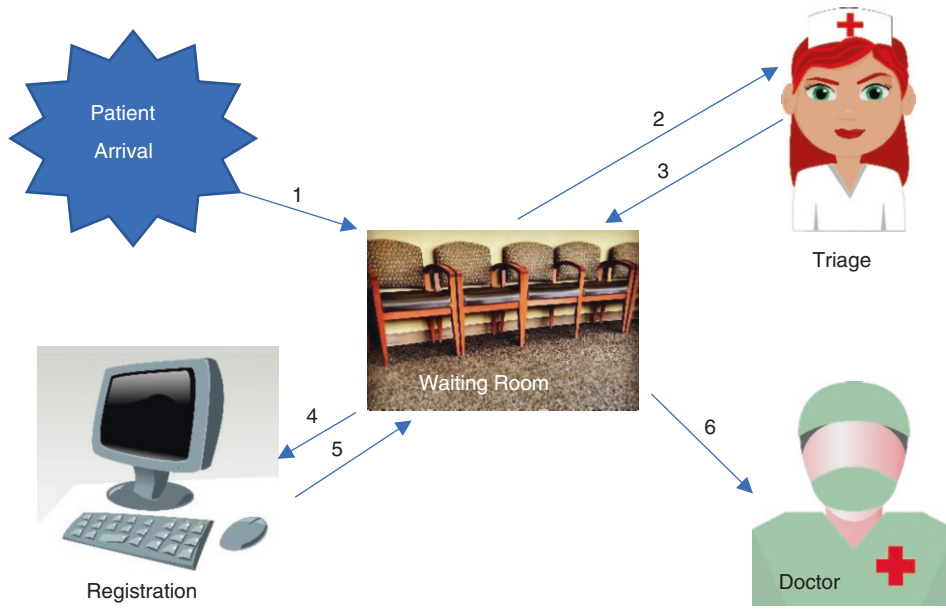 Patient
Arrival
1
2
3
Triage
Waiting Room
4
5
6
Registration
Doctor